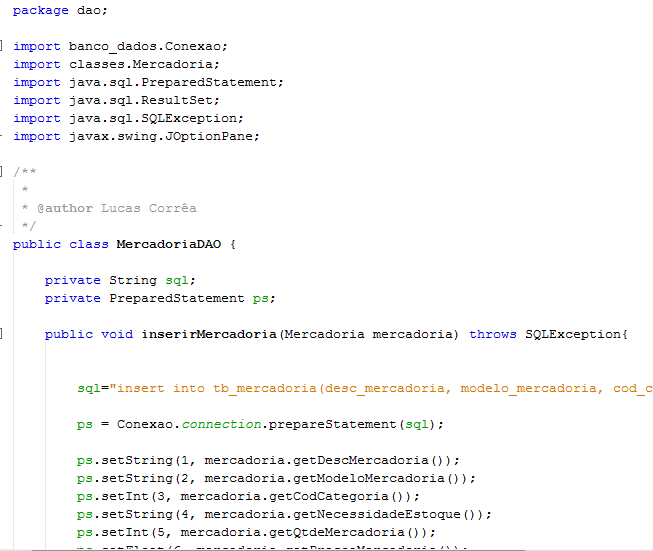 package dao;
import banco_dados.Conexao;
import classes.Mercadoria;
import java.sql.PreparedStatement;
import java.sql.ResultSet;
import java.sql.SQLException;
import javax.swing.JOptionPane;
/**
*
* @author Lucas Corrêa
*/
public class MercadoriaDAO {
private String sql;
private PreparedStatement ps;
public void inserirMercadoria(Mercadoria mercadoria) throws SQLException{
sql="insert into tb_mercadoria(desc_mercadoria, modelo_mercadoria, cod_c
ps = Conexao.connection.prepareStatement(sql);
ps.setString(1, mercadoria.getDescMercadoria());
ps.setString(2, mercadoria.getModeloMercadoria());
ps.setInt(3, mercadoria.getCodCategoria());
ps.setString(4, mercadoria.getNecessidadeEstoque());
ps.setInt(5, mercadoria.getQtdeMercadoria());